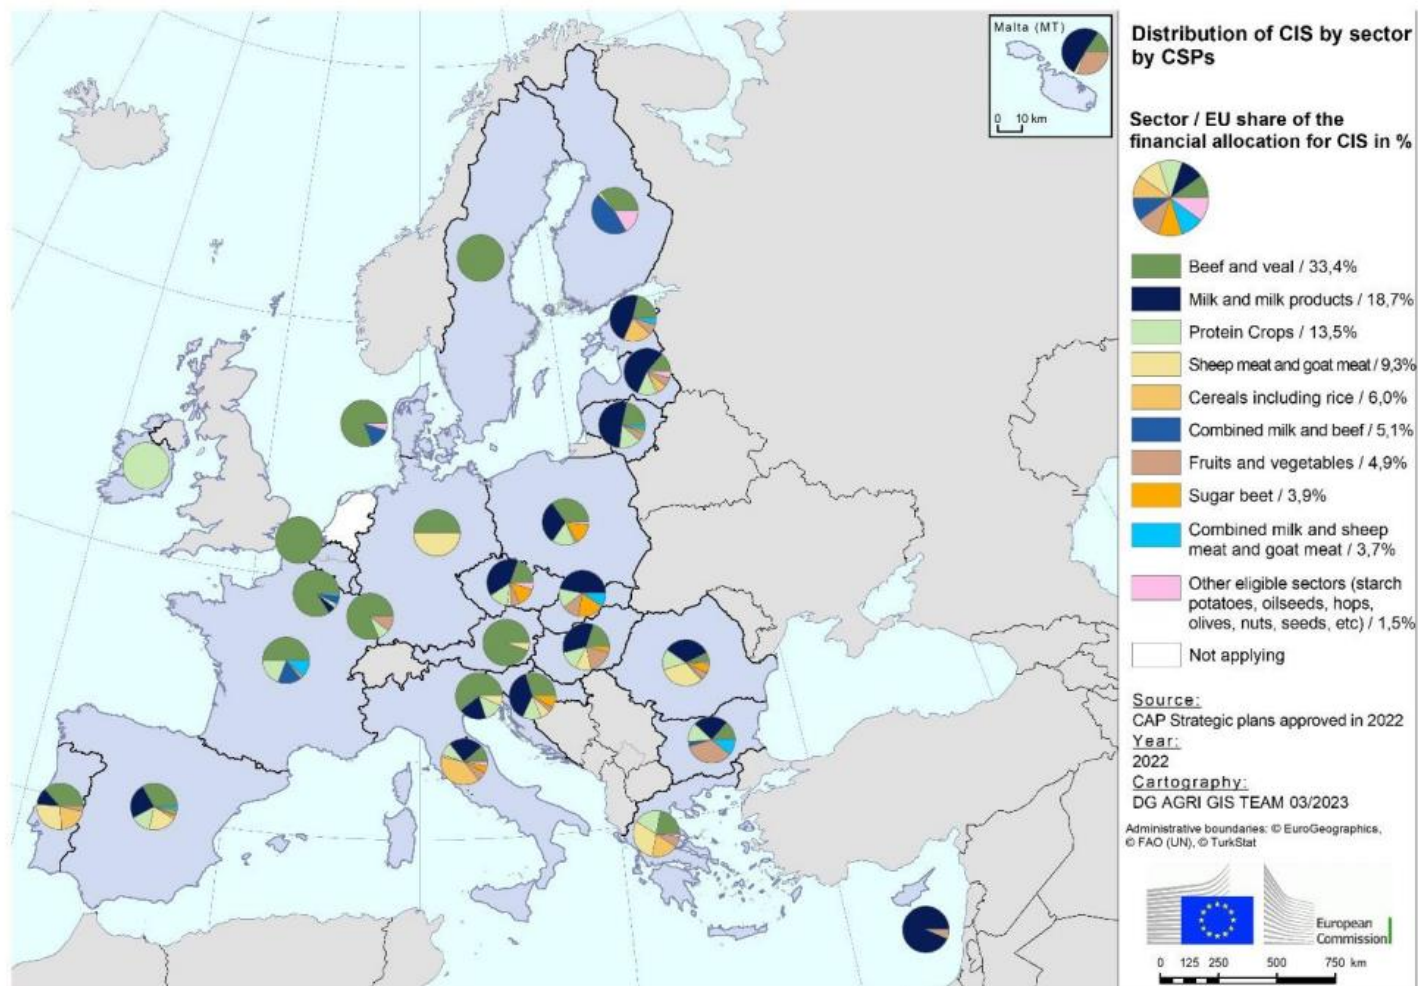 Malta (MT)
0 10 km
Distribution of CIS by sector
by CSPs
Sector / EU share of the
financial allocation for CIS in %
Beef and veal / 33,4%
Milk and milk products / 18,7%
Protein Crops / 13,5%
Sheep meat and goat meat / 9,3%
Cereals including rice / 6,0%
Combined milk and beef / 5,1%
Fruits and vegetables / 4,9%
Sugar beet / 3,9%
Combined milk and sheep
meat and goat meat / 3,7%
Other eligible sectors (starch
potatoes, oilseeds, hops,
olives, nuts, seeds, etc) / 1,5%
Not applying
Source:
CAP Strategic plans approved in 2022
Year:
2022
Cartography:
DG AGRI GIS TEAM 03/2023
Administrative boundaries: © EuroGeographics,
© FAO (UN), © TurkStat
European
Commission
0 125 250 500 750 km